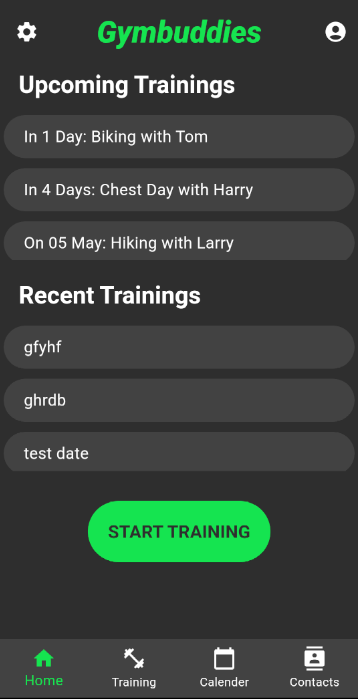 Gymbuddies
Upcoming Trainings
In 1 Day: Biking with Tom
In 4 Days: Chest Day with Harry
On 05 May: Hiking with Larry
Recent Trainings
gfyhf
ghrdb
test date
START TRAINING
Home Training Calender Contacts